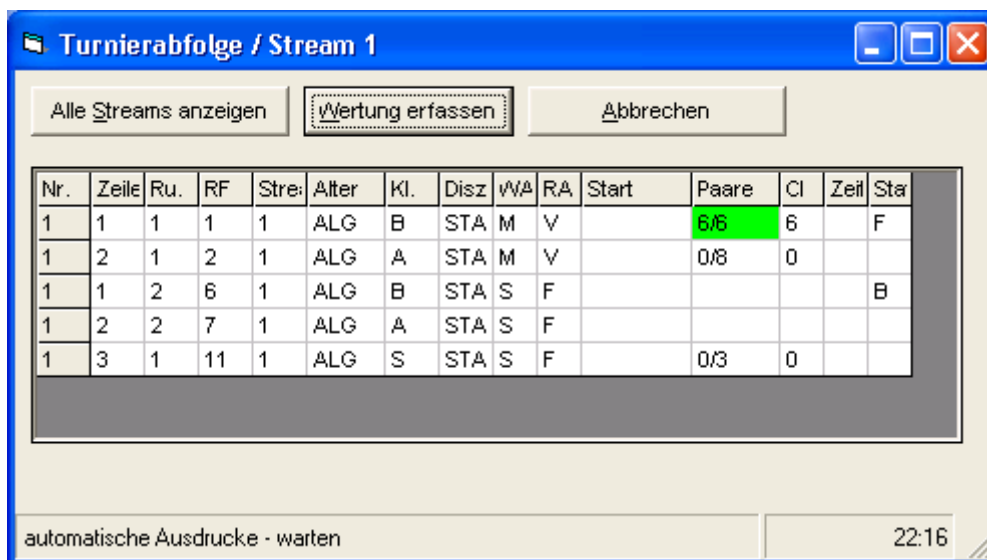 Turnierabfolge / Stream 1
Alle Streams anzeigen Wertung erfassen Abbrechen
Nr. Zeile Ru. RF Strea Alter Kl. Disz WA RA Start Paare Cl Zeit Sta
1 1 1 1 1 ALG B STA M V 6/6 6 F
1 2 1 2 1 ALG A STA M V 0/8 0
1 1 2 6 1 ALG B STA S F B
1 2 2 7 1 ALG A STA S F
1 3 1 11 1 ALG S STA S F 0/3 0
automatische Ausdrucke - warten 22:16